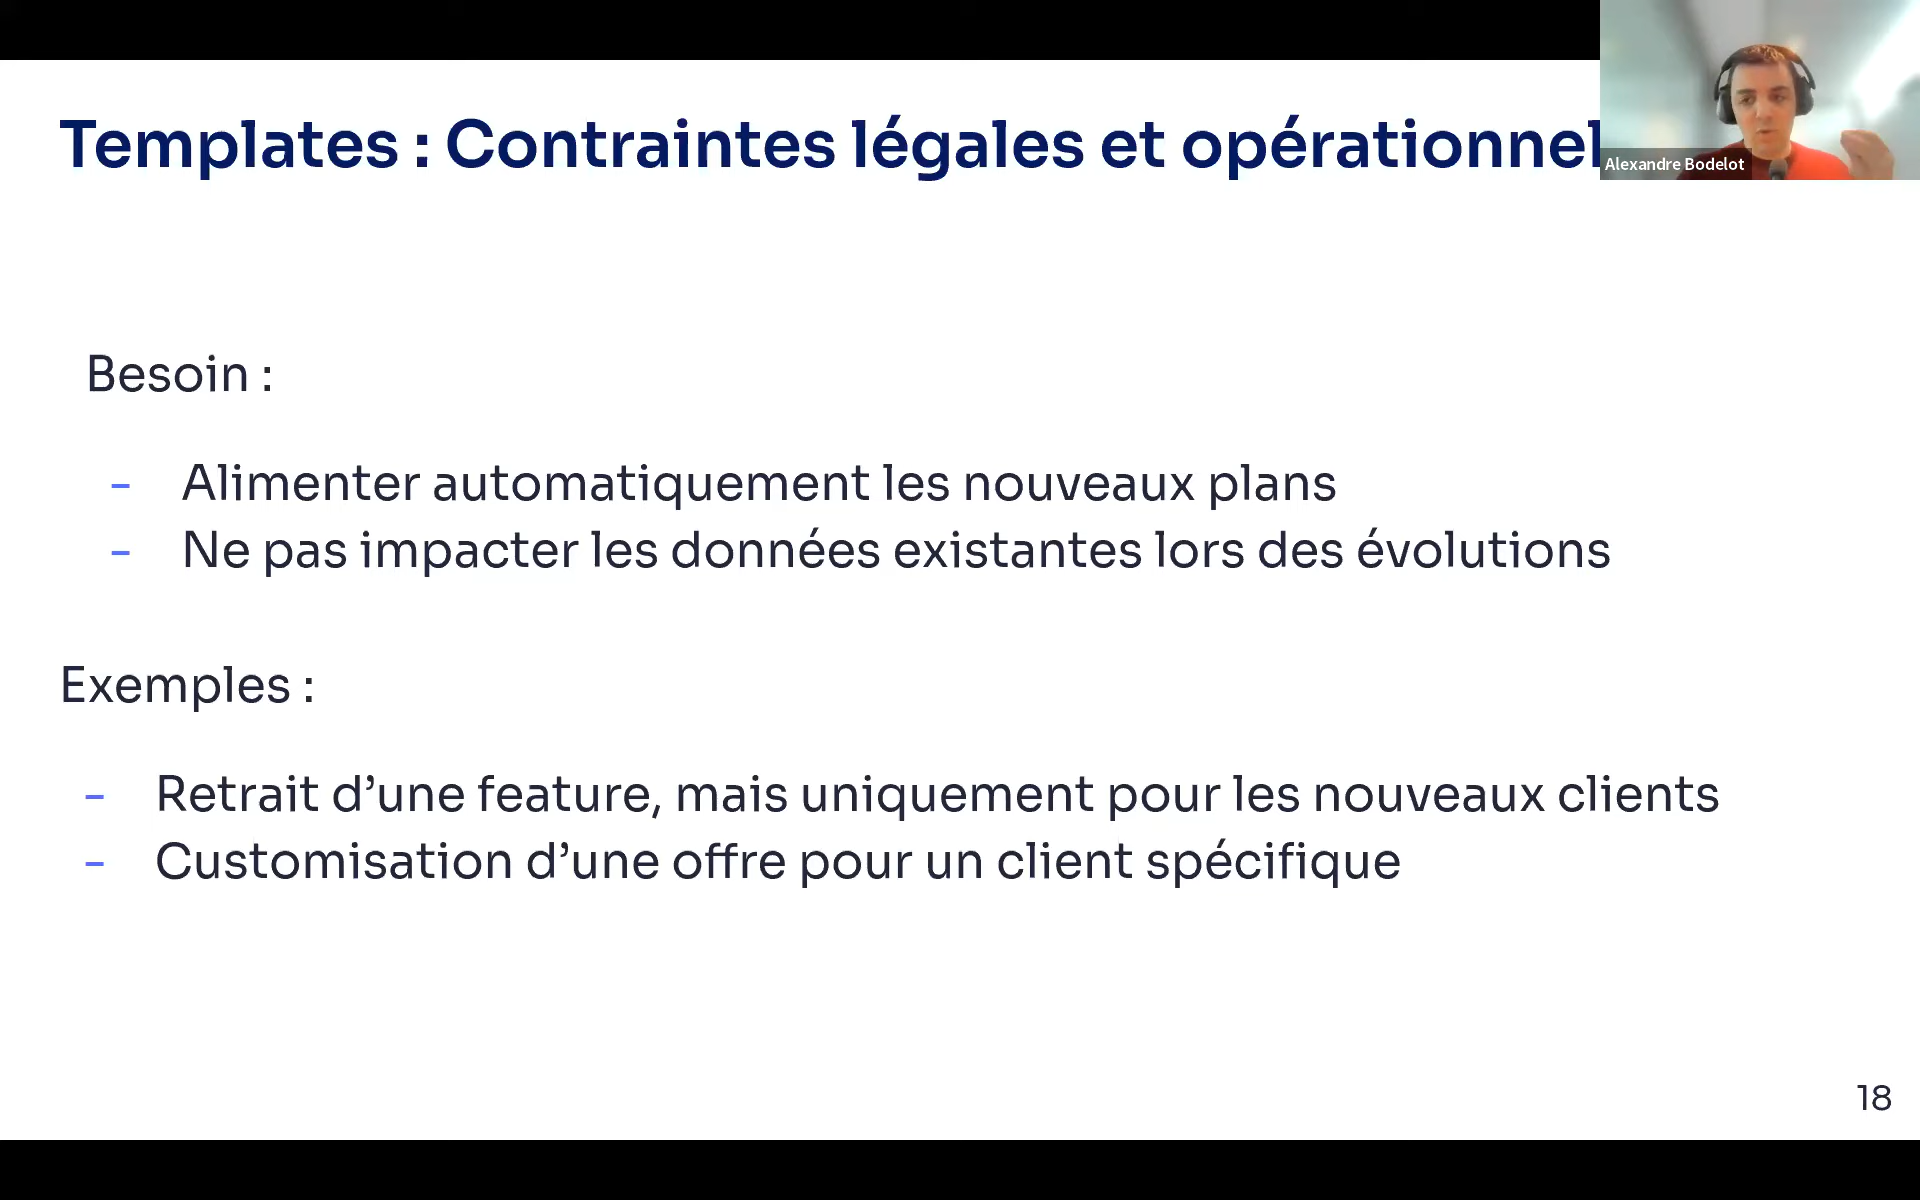 Templates : Contraintes légales et opérationnel
Alexandre Bodelot
Besoin :
- Alimenter automatiquement les nouveaux plans
- Ne pas impacter les données existantes lors des évolutions
Exemples :
- Retrait d’une feature, mais uniquement pour les nouveaux clients
- Customisation d’une offre pour un client spécifique
18